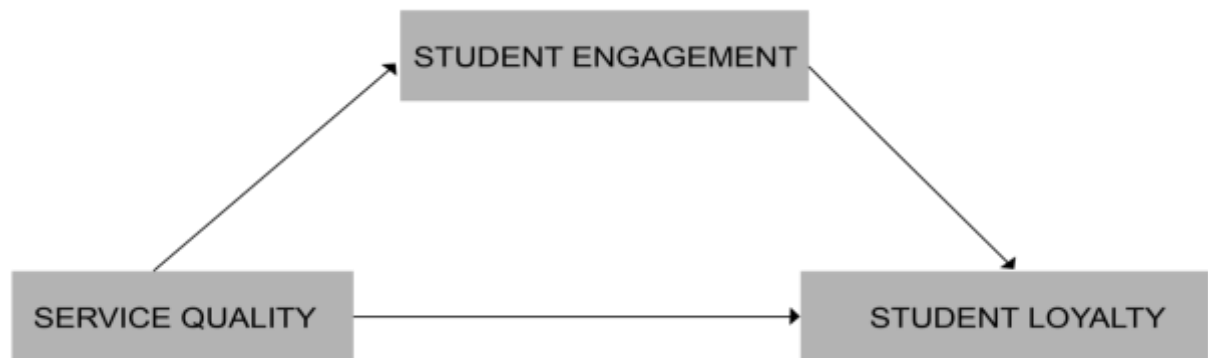 STUDENT ENGAGEMENT
SERVICE QUALITY
STUDENT LOYALTY